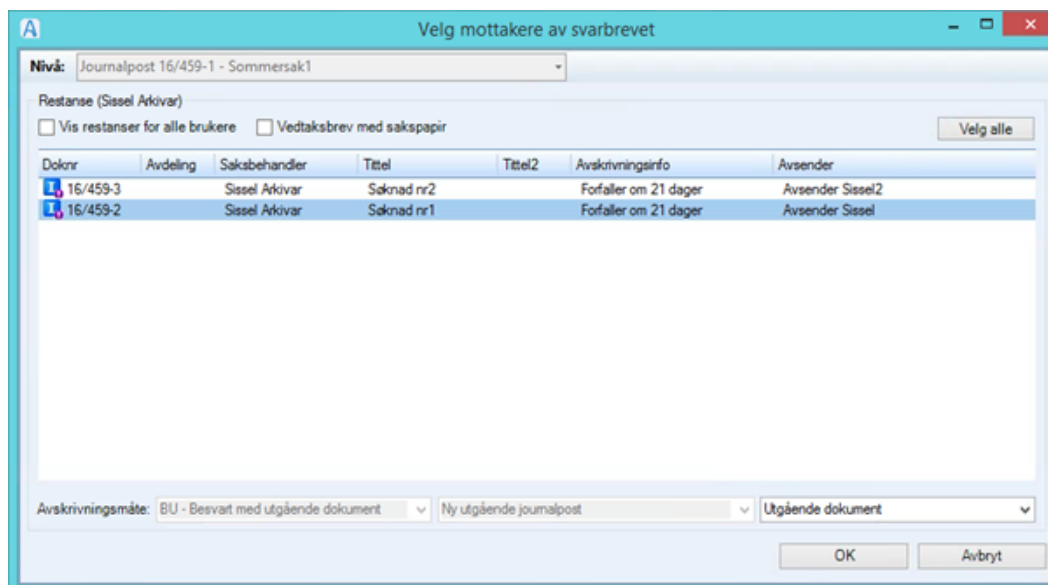 A Velg mottakere av svarbrevet
Nivå: Journalpost 16/459-1 - Sommersak1
Restanse (Sissel Arkivar)
Vis restanser for alle brukere Vedtaksbrev med sakspapir Velg alle
Doknr Avdeling Saksbehandler Tittel Tittel2 Avskrivningsinfo Avsender
I 16/459-3 Sissel Arkivar Søknad nr2 Forfaller om 21 dager Avsender Sissel2
I 16/459-2 Sissel Arkivar Søknad nr1 Forfaller om 21 dager Avsender Sissel
Avskrivningsmåte: BU - Besvart med utgående dokument Ny utgående journalpost Utgående dokument
OK Avbryt